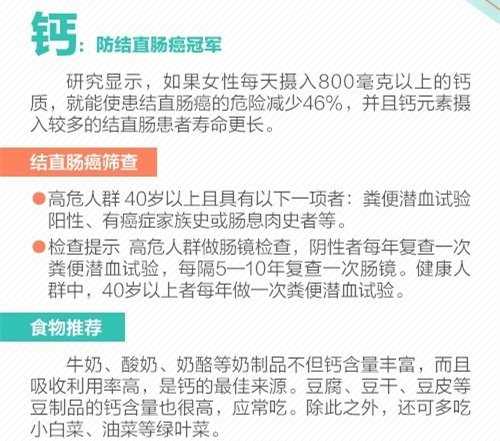 钙：防结直肠癌冠军
研究显示，如果女性每天摄入800毫克以上的钙
质，就能使患结直肠癌的危险减少46%，并且钙元素摄
入较多的结直肠患者寿命更长。
结直肠癌筛查
●高危人群 40岁以上且具有以下一项者：粪便潜血试验
阳性、有癌症家族史或肠息肉史者等。
●检查提示 高危人群做肠镜检查，阴性者每年复查一次
粪便潜血试验，每隔5—10年复查一次肠镜。健康人
群中，40岁以上者每年做一次粪便潜血试验。
食物推荐
牛奶、酸奶、奶酪等奶制品不但钙含量丰富，而且
吸收利用率高，是钙的最佳来源。豆腐、豆干、豆皮等
豆制品的钙含量也很高，应常吃。除此之外，还可多吃
小白菜、油菜等绿叶菜。